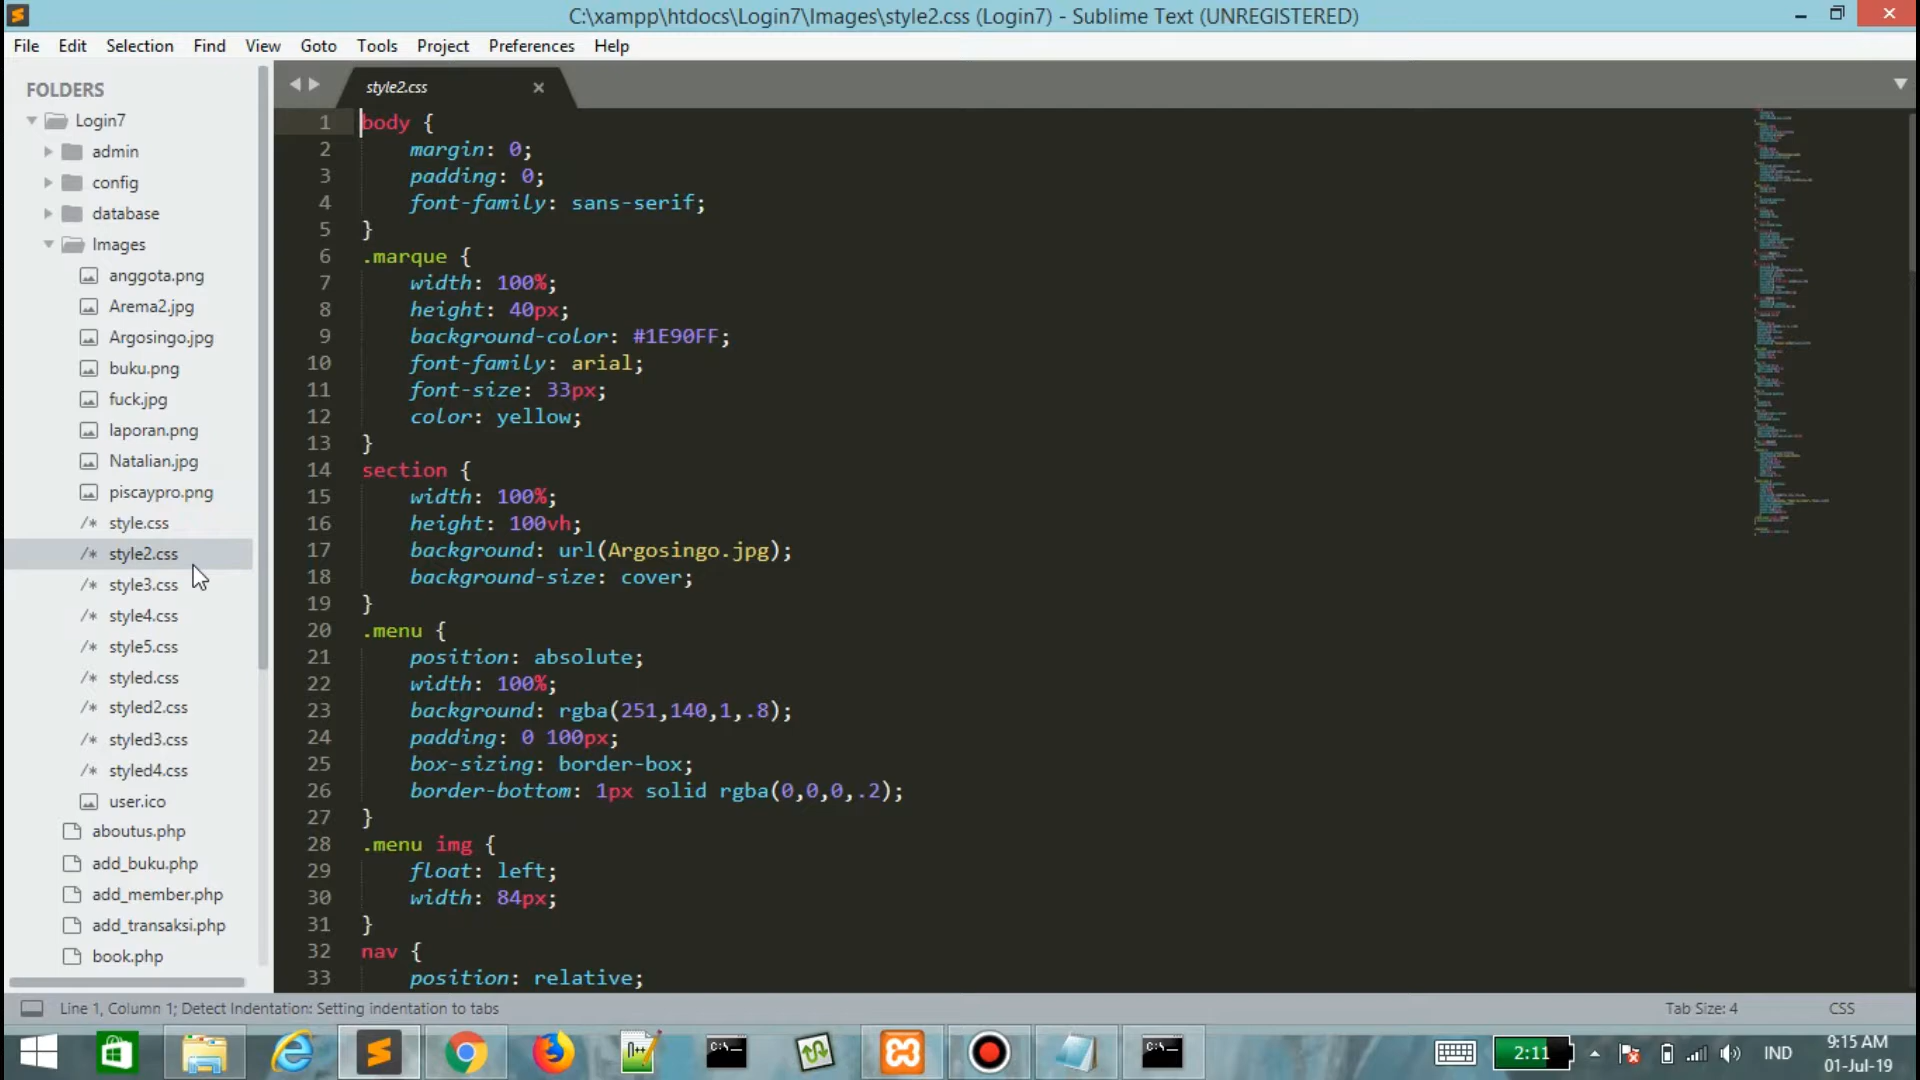 C:\xampp\htdocs\Login7\Images\style2.css (Login7) - Sublime Text (UNREGISTERED)
File Edit Selection Find View Goto Tools Project Preferences Help
FOLDERS
Login7
admin
config
database
Images
anggota.png
Arema2.jpg
Argosingo.jpg
buku.png
fuck.jpg
laporan.png
Natalian.jpg
piscaypro.png
/* style.css
/* style2.css
/* style3.css
/* style4.css
/* style5.css
/* styled.css
/* styled2.css
/* styled3.css
/* styled4.css
user.ico
aboutus.php
add_buku.php
add_member.php
add_transaksi.php
book.php
style2.css
1 body {
2 margin: 0;
3 padding: 0;
4 font-family: sans-serif;
5 }
6 .marque {
7 width: 100%;
8 height: 40px;
9 background-color: #1E90FF;
10 font-family: arial;
11 font-size: 33px;
12 color: yellow;
13 }
14 section {
15 width: 100%;
16 height: 100vh;
17 background: url(Argosingo.jpg);
18 background-size: cover;
19 }
20 .menu {
21 position: absolute;
22 width: 100%;
23 background: rgba(251,140,1,.8);
24 padding: 0 100px;
25 box-sizing: border-box;
26 border-bottom: 1px solid rgba(0,0,0,.2);
27 }
28 .menu img {
29 float: left;
30 width: 84px;
31 }
32 nav {
33 position: relative;
Line 1, Column 1; Detect Indentation: Setting indentation to tabs
Tab Size: 4
CSS
2:11
IND
9:15 AM
01-Jul-19